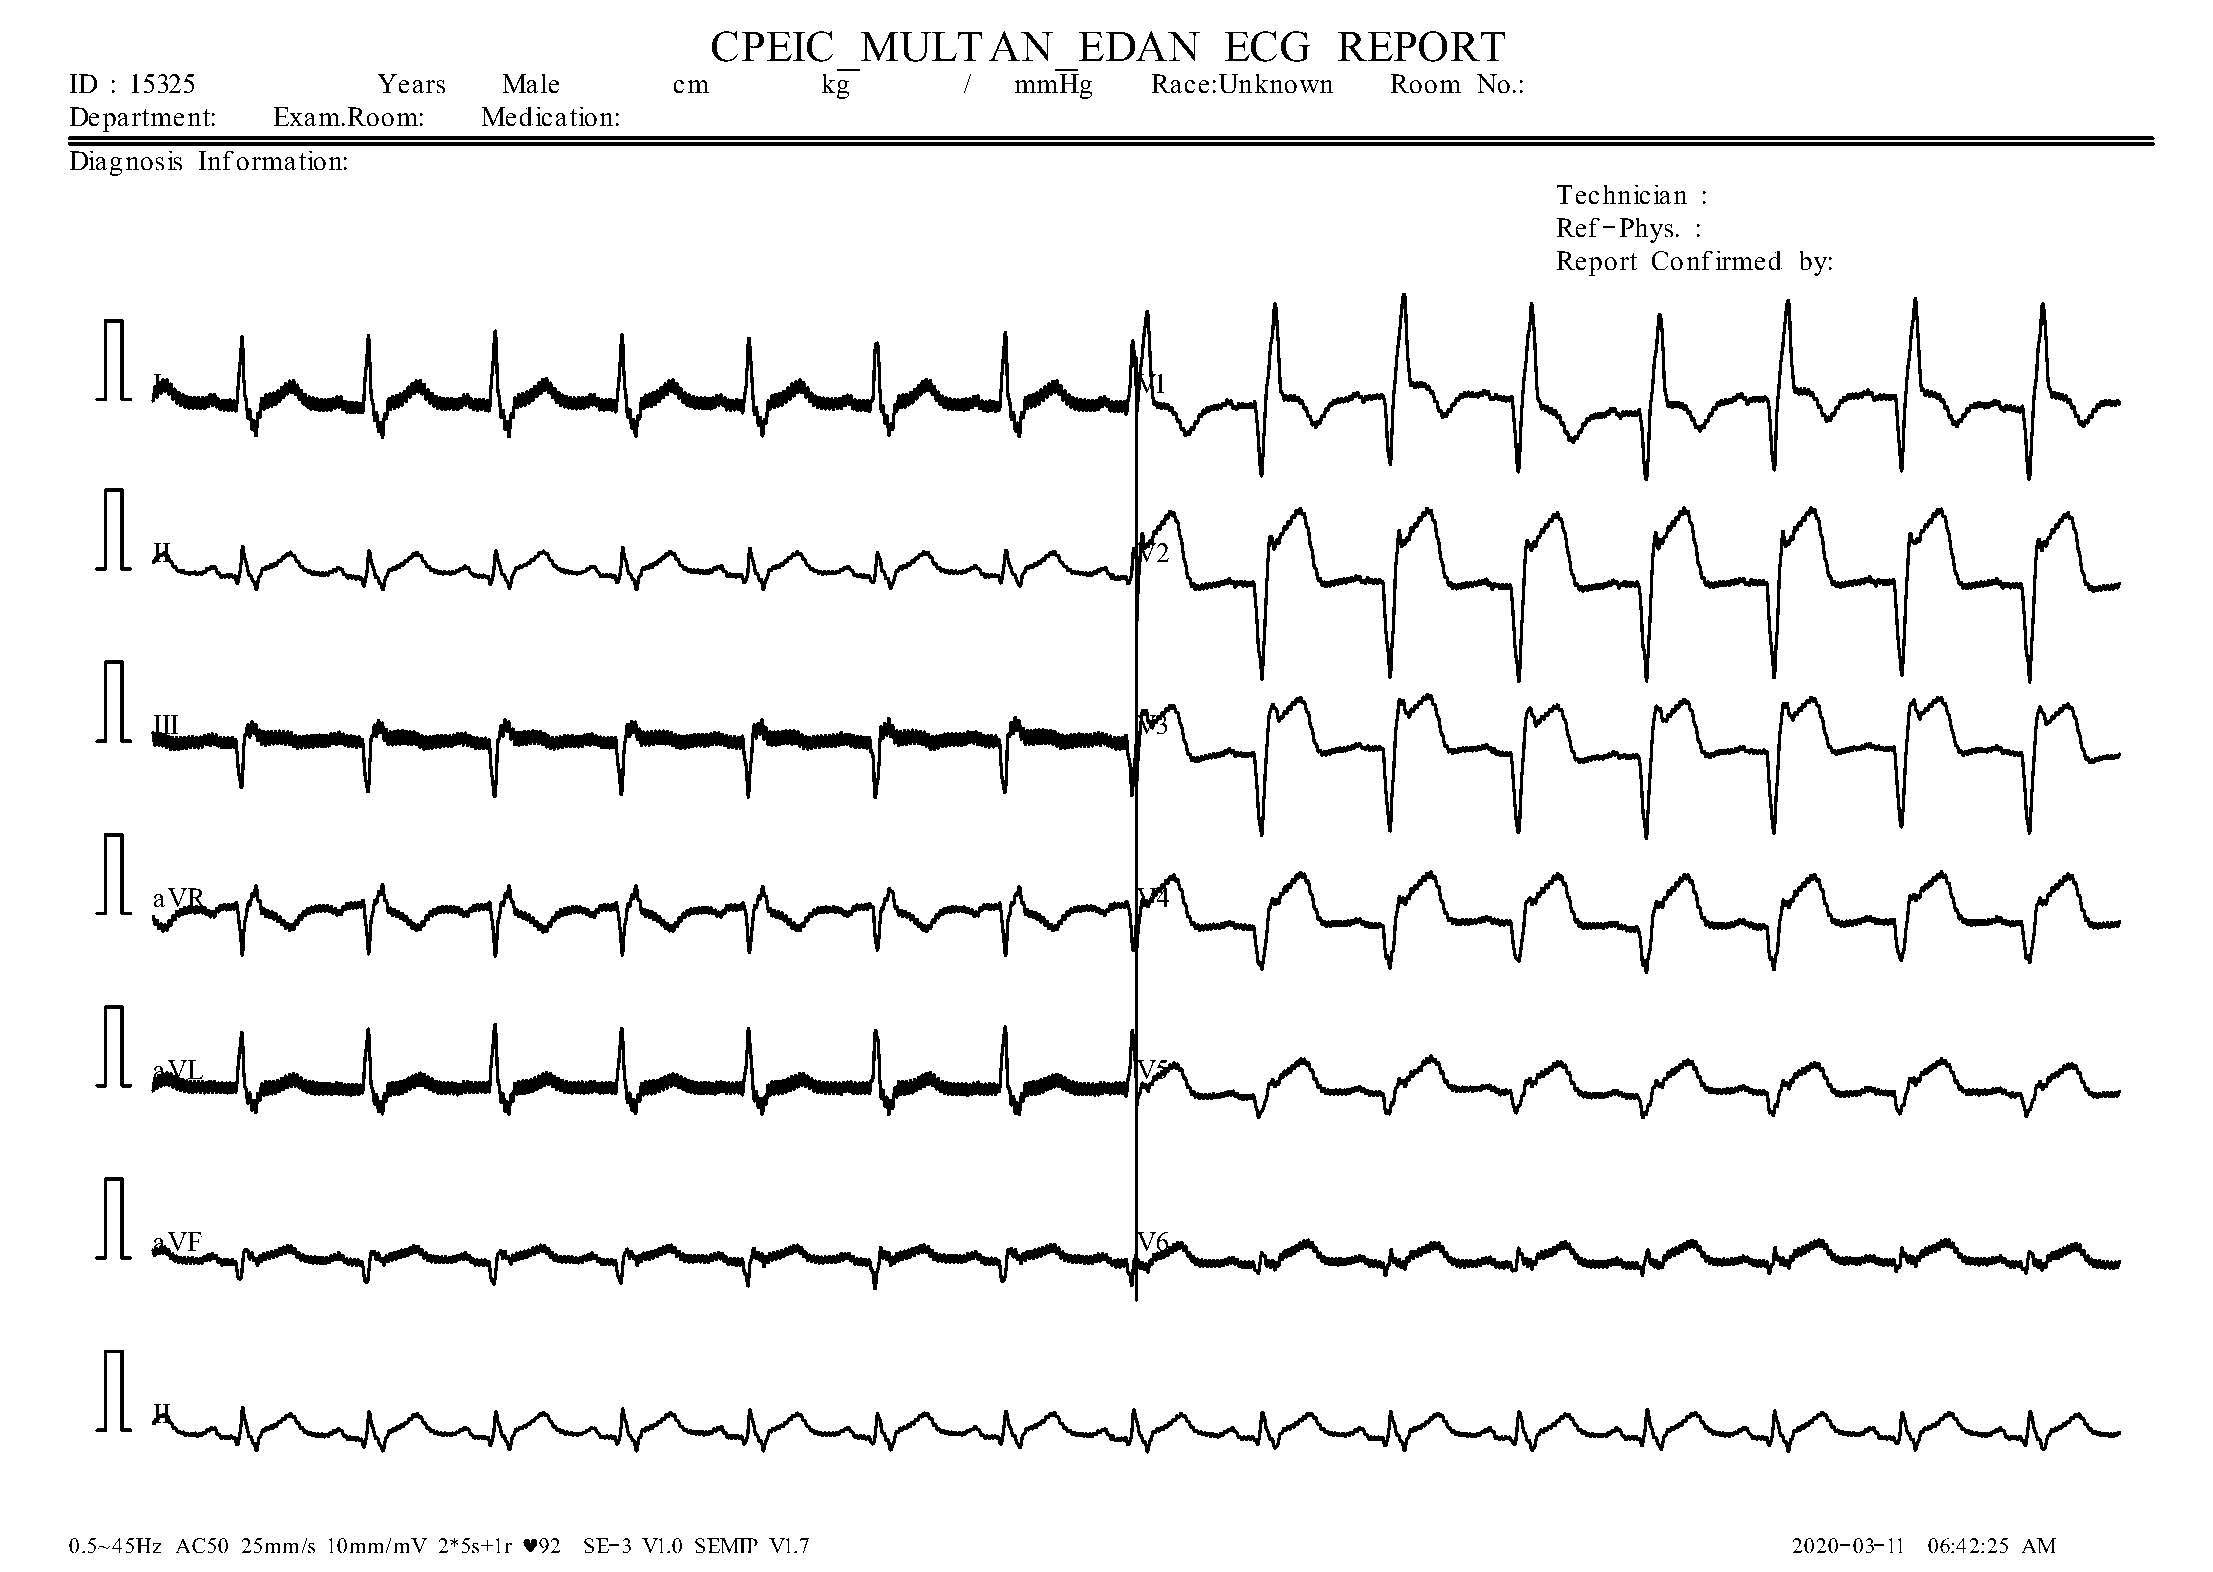 CPEIC_MULTAN_EDAN ECG REPORT
ID : 15325 Years Male cm kg / mmHg Race:Unknown Room No.:
Department: Exam.Room: Medication:
Diagnosis Information:
Technician :
Ref-Phys. :
Report Confirmed by:
I V1
II V2
III V3
aVR V4
aVL V5
aVF V6
II
0.5~45Hz AC50 25mm/s 10mm/mV 2*5s+1r ♥92 SE-3 V1.0 SEMIP V1.7 2020-03-11 06:42:25 AM